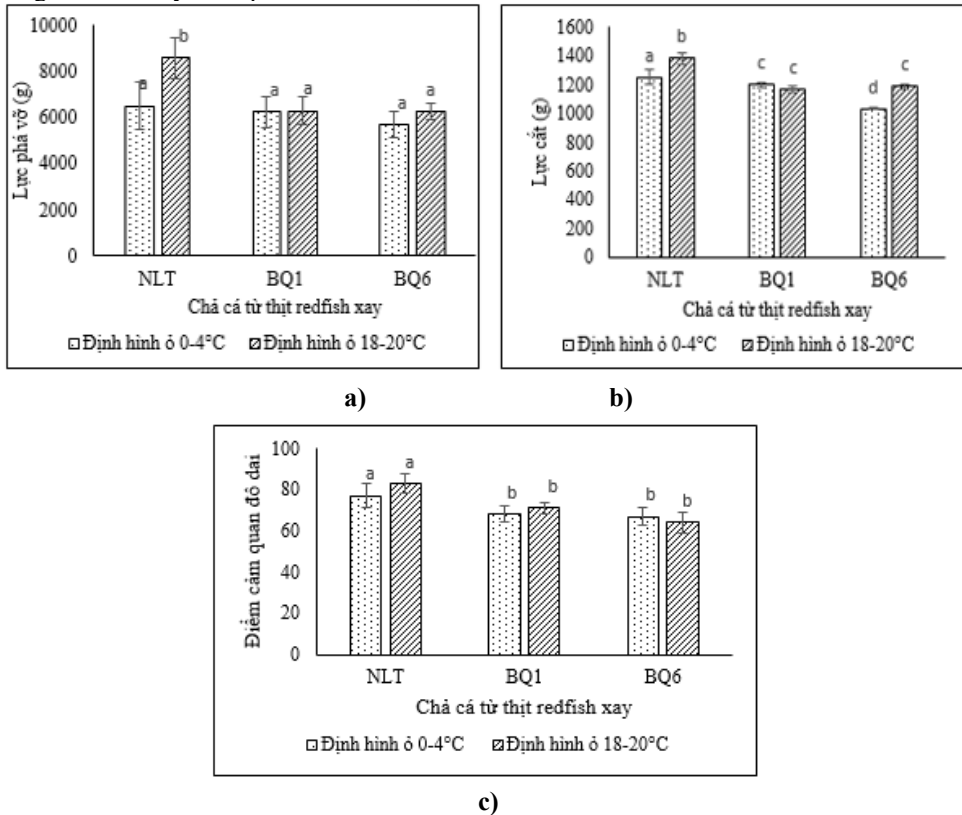 10000
8000
6000
4000
2000
0
Lực phá vỡ (g)
a
b
a
a
a
a
NLT
BQ1
BQ6
Chả cá từ thịt redfish xay
Định hình ỏ 0-4°C
Định hình ỏ 18-20°C
a)
1600
1400
1200
1000
800
600
400
200
0
Lực cắt (g)
a
b
c
c
d
c
NLT
BQ1
BQ6
Chả cá từ thịt redfish xay
Định hình ỏ 0-4°C
Định hình ỏ 18-20°C
b)
100
80
60
40
20
0
Điểm cảm quan đô dai
a
a
b
b
b
b
NLT
BQ1
BQ6
Chả cá từ thịt redfish xay
Định hình ỏ 0-4°C
Định hình ỏ 18-20°C
c)